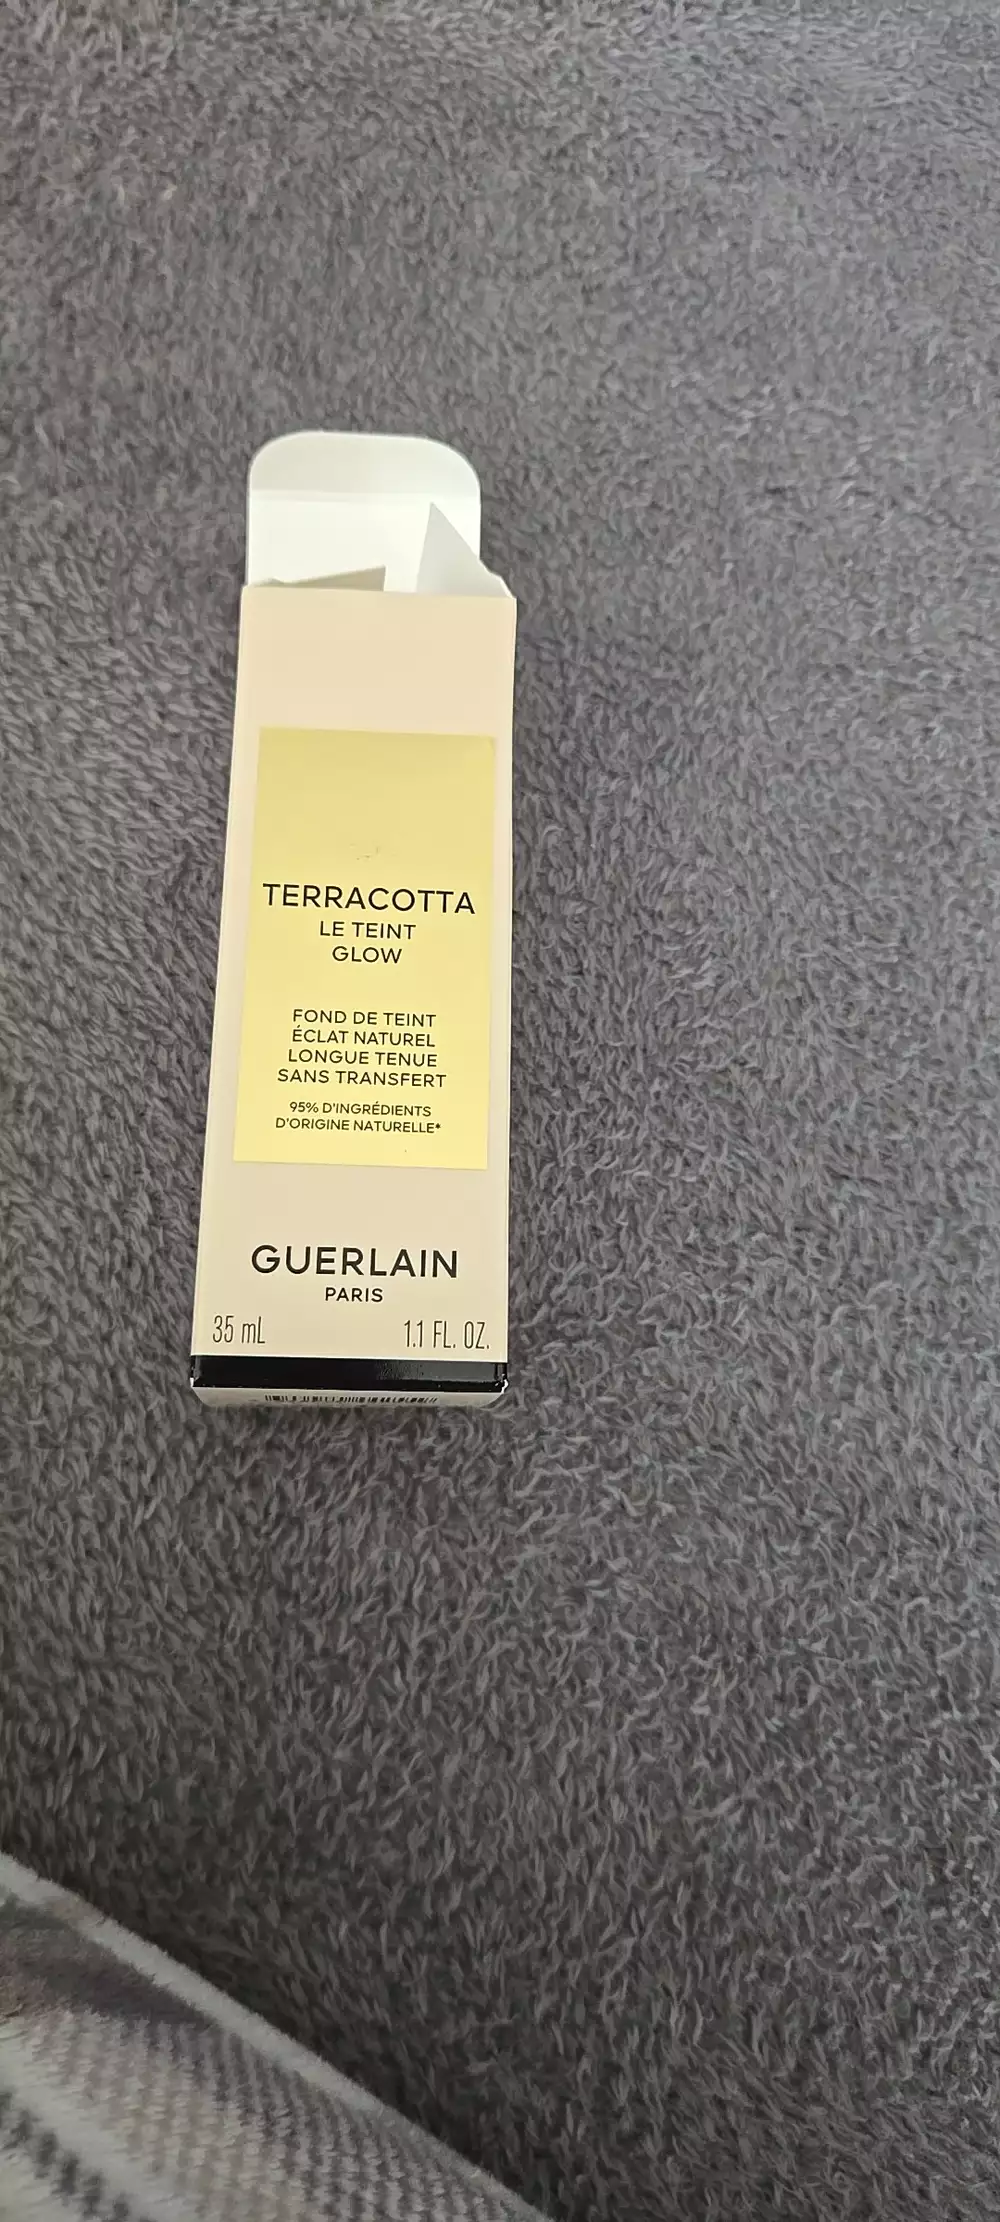 TERRACOTTA
LE TEINT
GLOW
FOND DE TEINT
ÉCLAT NATUREL
LONGUE TENUE
SANS TRANSFERT
95% D'INGRÉDIENTS
D'ORIGINE NATURELLE*
GUERLAIN
PARIS
35 mL 1.1 FL. OZ.